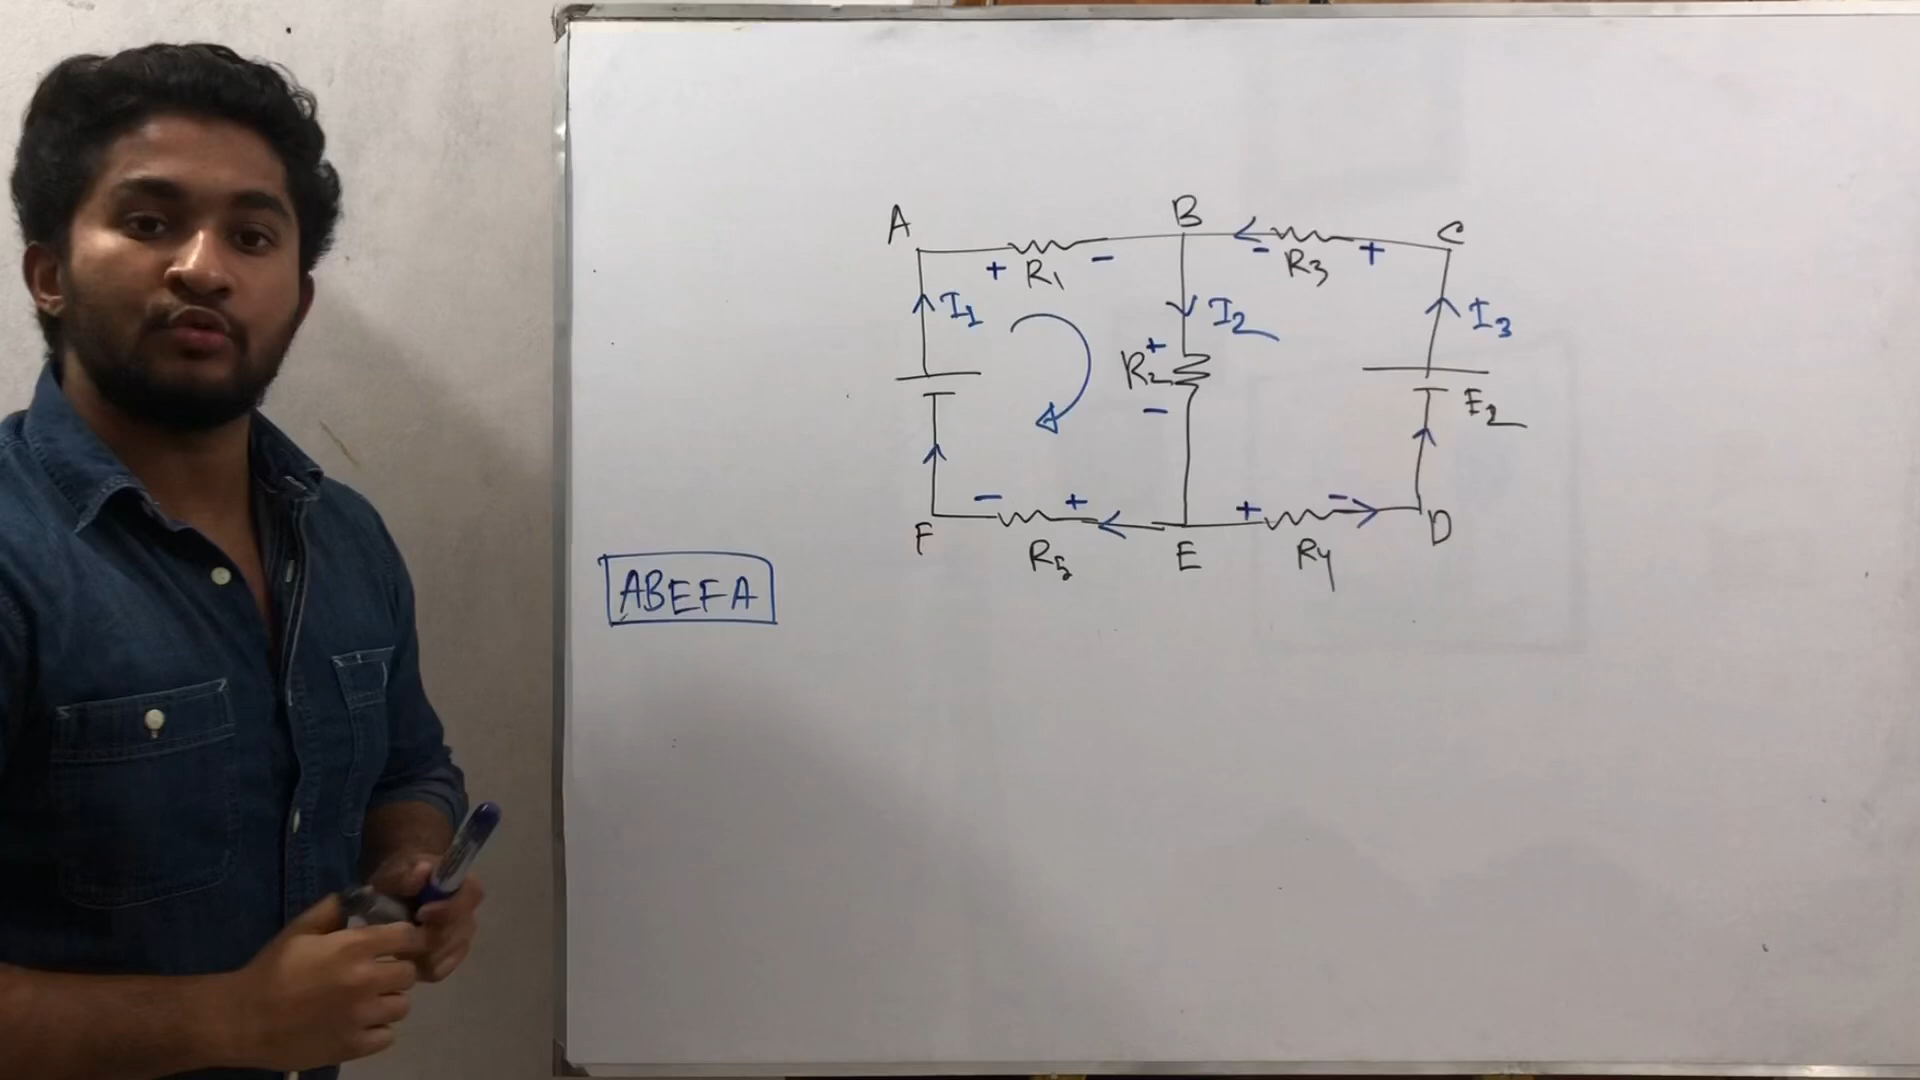 A B C
+ R1 - - R3 +
I1 I2 I3
+
R2
-
E2
- + + -
F R5 E R4 D
ABEFA